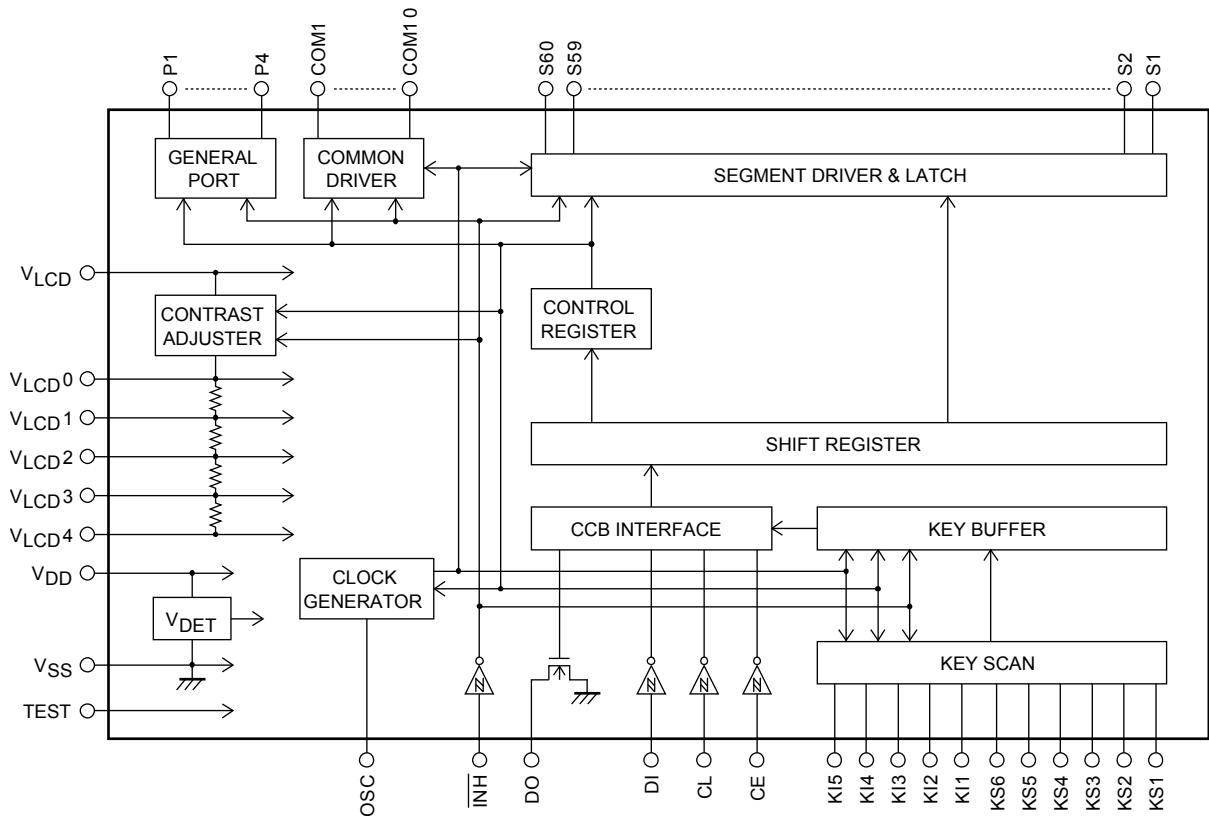 P1
P4
COM1
COM10
S60
S59
S2
S1
GENERAL
PORT
COMMON
DRIVER
SEGMENT DRIVER & LATCH
VLCD
CONTRAST
ADJUSTER
CONTROL
REGISTER
VLCD0
VLCD1
VLCD2
VLCD3
VLCD4
SHIFT REGISTER
CCB INTERFACE
KEY BUFFER
VDD
CLOCK
GENERATOR
VDET
VSS
KEY SCAN
TEST
OSC
INH
DO
DI
CL
CE
KI5
KI4
KI3
KI2
KI1
KS6
KS5
KS4
KS3
KS2
KS1